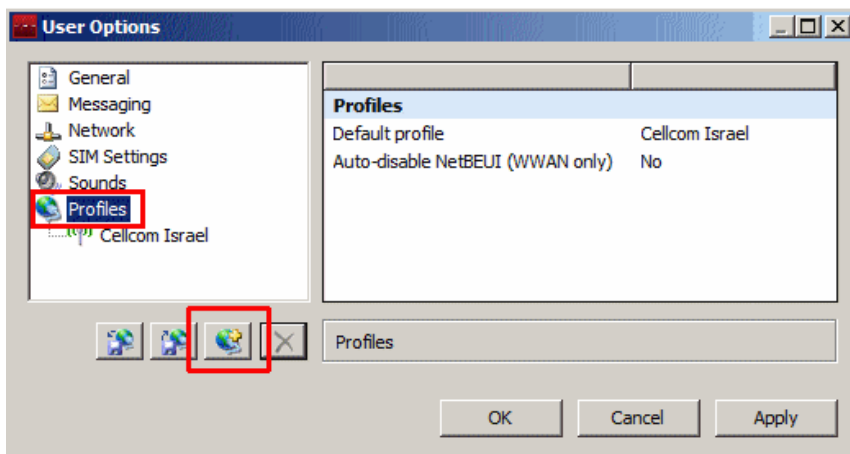 User Options
General
Messaging
Network
SIM Settings
Sounds
Profiles
Cellcom Israel
Profiles
Default profile Cellcom Israel
Auto-disable NetBEUI (WWAN only) No
Profiles
OK Cancel Apply